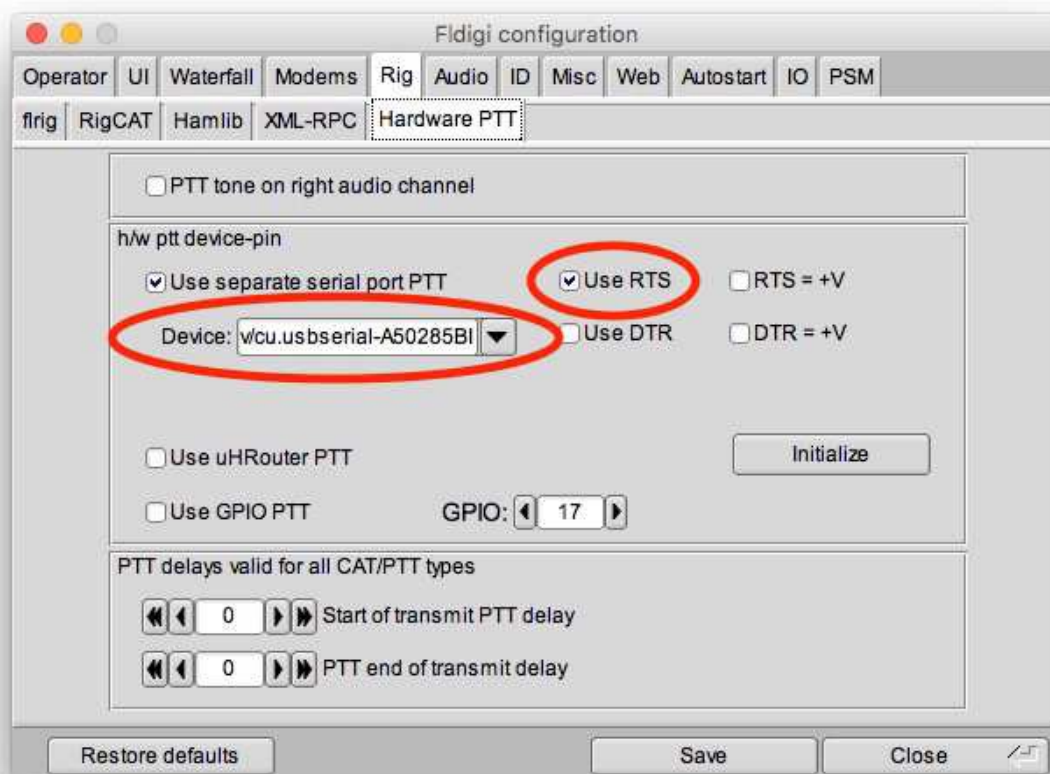 Fldigi configuration
Operator UI Waterfall Modems Rig Audio ID Misc Web Autostart IO PSM
flrig RigCAT Hamlib XML-RPC Hardware PTT
PTT tone on right audio channel
h/w ptt device-pin
Use separate serial port PTT Use RTS RTS = +V
Device: v/cu.usbserial-A50285BI Use DTR DTR = +V
Use uHRouter PTT Initialize
Use GPIO PTT GPIO: 17
PTT delays valid for all CAT/PTT types
0 Start of transmit PTT delay
0 PTT end of transmit delay
Restore defaults Save Close